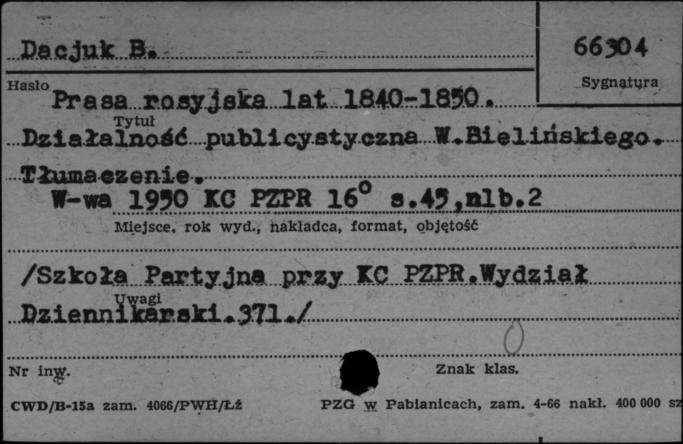 Dacjuk B.
66304
Hasło
Sygnatura
Prasa rosyjska lat 1840-1850.
Tytuł
Działalność publicystyczna W.Bielińskiego.
Tłumaczenie.
W-wa 1950 KC PZPR 16° s.45,nlb.2
Miejsce, rok wyd., nakładca, format, objętość
/Szkoła Partyjna przy KC PZPR.Wydział
Uwagi
Dziennikarski.371./
Nr inw.
Znak klas.
CWD/B-15a zam. 4066/PWH/Łź
PZG w Pabianicach, zam. 4-66 nakł. 400 000 sz